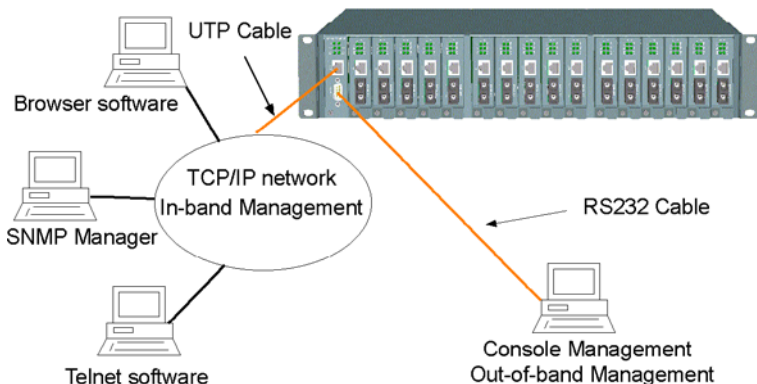 UTP Cable
Browser software
TCP/IP network
In-band Management
SNMP Manager
RS232 Cable
Telnet software
Console Management
Out-of-band Management